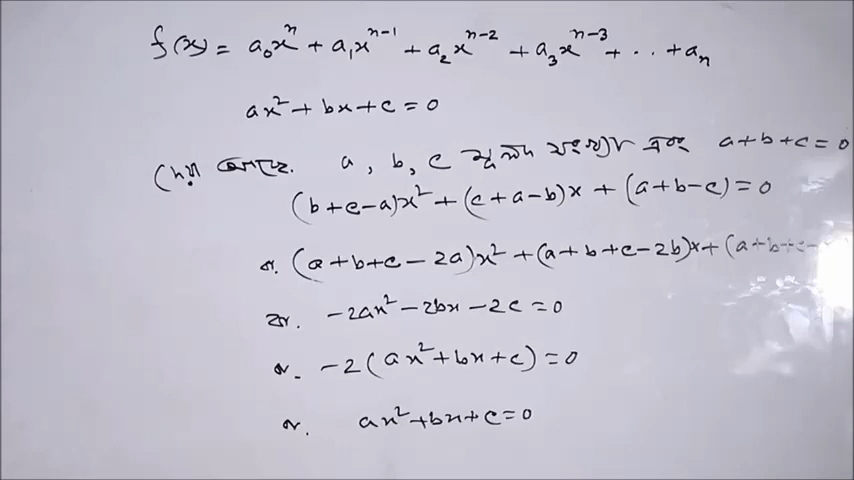 f(x) = a₀xⁿ + a₁xⁿ⁻¹ + a₂xⁿ⁻² + a₃xⁿ⁻³ + ... + aₙ
ax² + bx + c = 0
দেয়া আছে. a, b, c মূলদ সংখ্যা এবং a+b+c = 0
(b+c-a)x² + (c+a-b)x + (a+b-c) = 0
বা. (a+b+c-2a)x² + (a+b+c-2b)x + (a+b+c-
বা. -2ax² - 2bx - 2c = 0
বা. -2(ax² + bx + c) = 0
বা. ax² + bx + c = 0